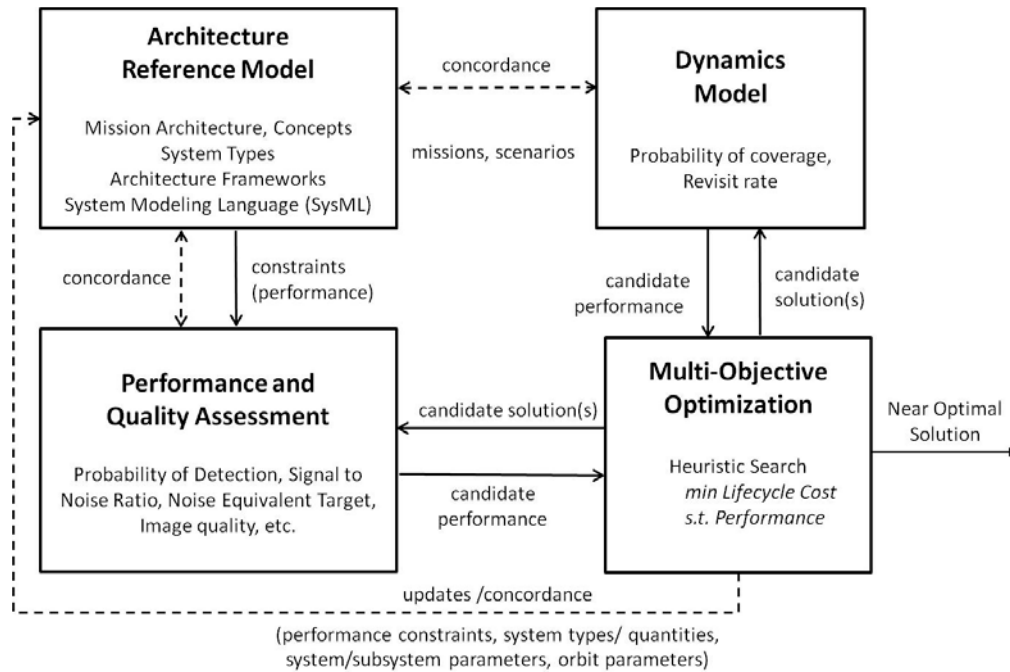 Architecture
Reference Model
Mission Architecture, Concepts
System Types
Architecture Frameworks
System Modeling Language (SysML)
concordance
missions, scenarios
Dynamics
Model
Probability of coverage,
Revisit rate
concordance
constraints
(performance)
candidate
performance
candidate
solution(s)
Performance and
Quality Assessment
Probability of Detection, Signal to
Noise Ratio, Noise Equivalent Target,
Image quality, etc.
candidate solution(s)
candidate
performance
Multi-Objective
Optimization
Heuristic Search
min Lifecycle Cost
s.t. Performance
Near Optimal
Solution
updates /concordance
(performance constraints, system types/ quantities,
system/subsystem parameters, orbit parameters)